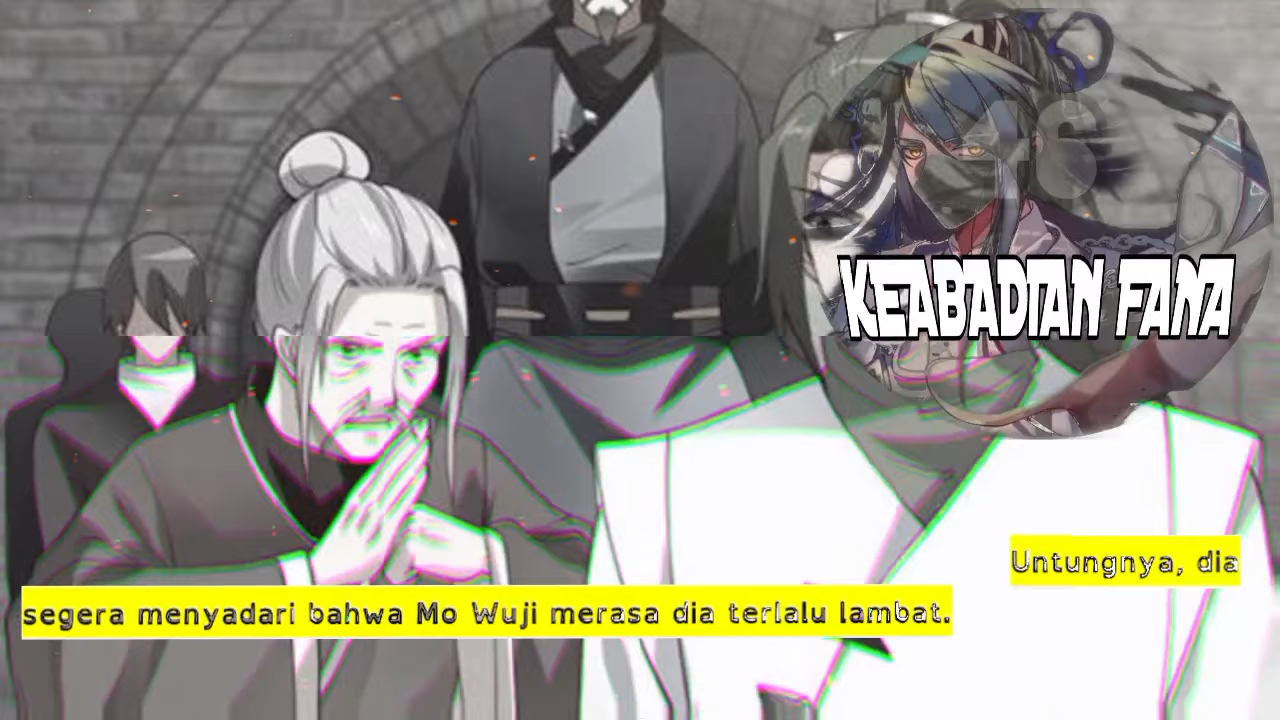 KEABADIAN FANA
Untungnya, dia
segera menyadari bahwa Mo Wuji merasa dia terlalu lambat.